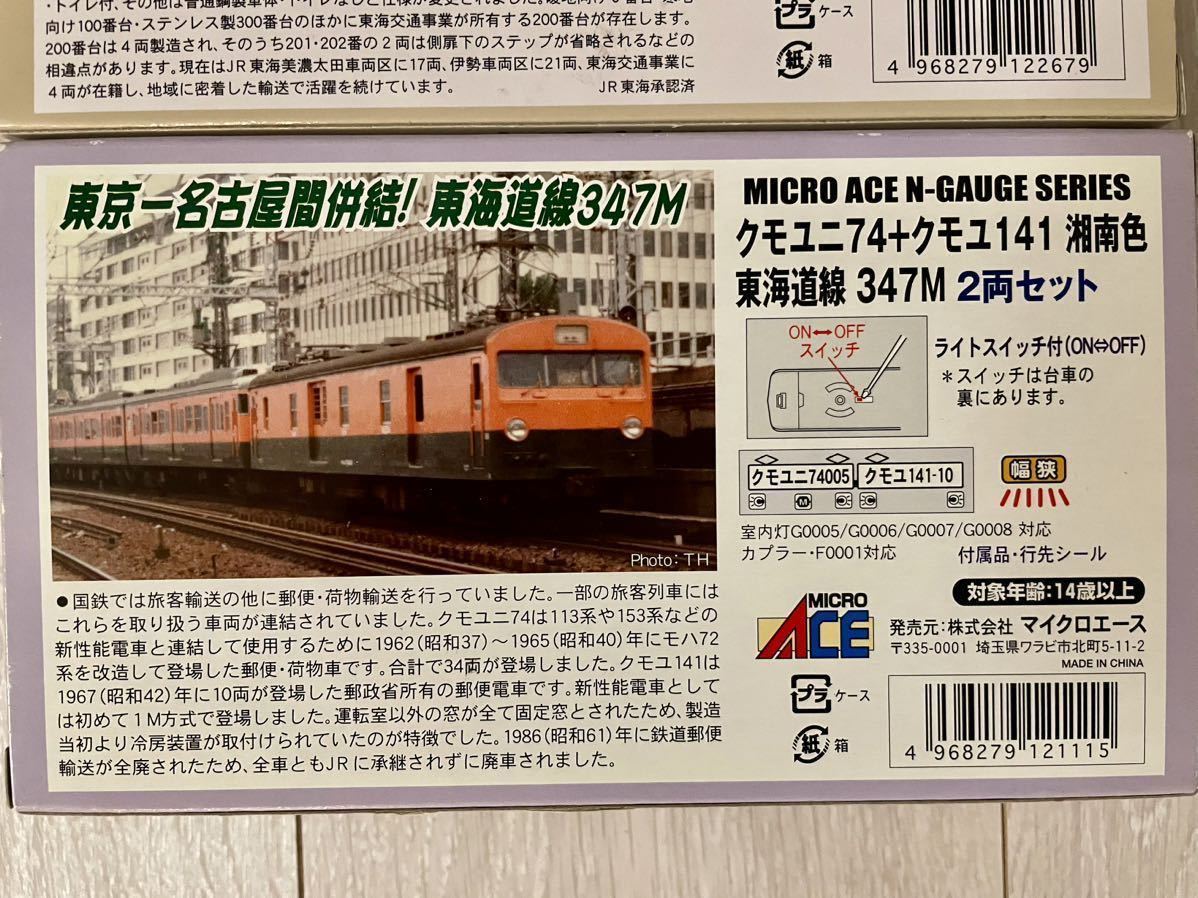 ・トイレ付、その他は普通鋼製車体・トイレなしと仕様が変更されました。暖地向け0番台・寒地
向け100番台・ステンレス製300番台のほかに東海交通事業が所有する200番台が存在します。
200番台は4両製造され、そのうち201・202番の2両は側扉下のステップが省略されるなどの
相違点があります。現在はJR東海美濃太田車両区に17両、伊勢車両区に21両、東海交通事業に
4両が在籍し、地域に密着した輸送で活躍を続けています。
JR東海承認済
プラ ケース
紙 箱
4 968279 122679
東京ー名古屋間併結! 東海道線347M
Photo: TH
MICRO ACE N-GAUGE SERIES
クモユニ74+クモユ141 湘南色
東海道線 347M 2両セット
ON↔OFF
スイッチ
ライトスイッチ付(ON⇔OFF)
*スイッチは台車の
裏にあります。
クモユニ74005 クモユ141-10
M
幅狭
室内灯G0005/G0006/G0007/G0008 対応
カプラー・F0001対応 付属品・行先シール
対象年齢:14歳以上
MICRO
ACE
発売元:株式会社 マイクロエース
〒335-0001 埼玉県ワラビ市北町5-11-2
MADE IN CHINA
プラ ケース
紙 箱
4 968279 121115
●国鉄では旅客輸送の他に郵便・荷物輸送を行っていました。一部の旅客列車には
これらを取り扱う車両が連結されていました。クモユニ74は113系や153系などの
新性能電車と連結して使用するために1962(昭和37)～1965(昭和40)年にモハ72
系を改造して登場した郵便・荷物車です。合計で34両が登場しました。クモユ141は
1967(昭和42)年に10両が登場した郵政省所有の郵便電車です。新性能電車として
は初めて1M方式で登場しました。運転室以外の窓が全て固定窓とされたため、製造
当初より冷房装置が取付けられていたのが特徴でした。1986(昭和61)年に鉄道郵便
輸送が全廃されたため、全車ともJRに承継されずに廃車されました。